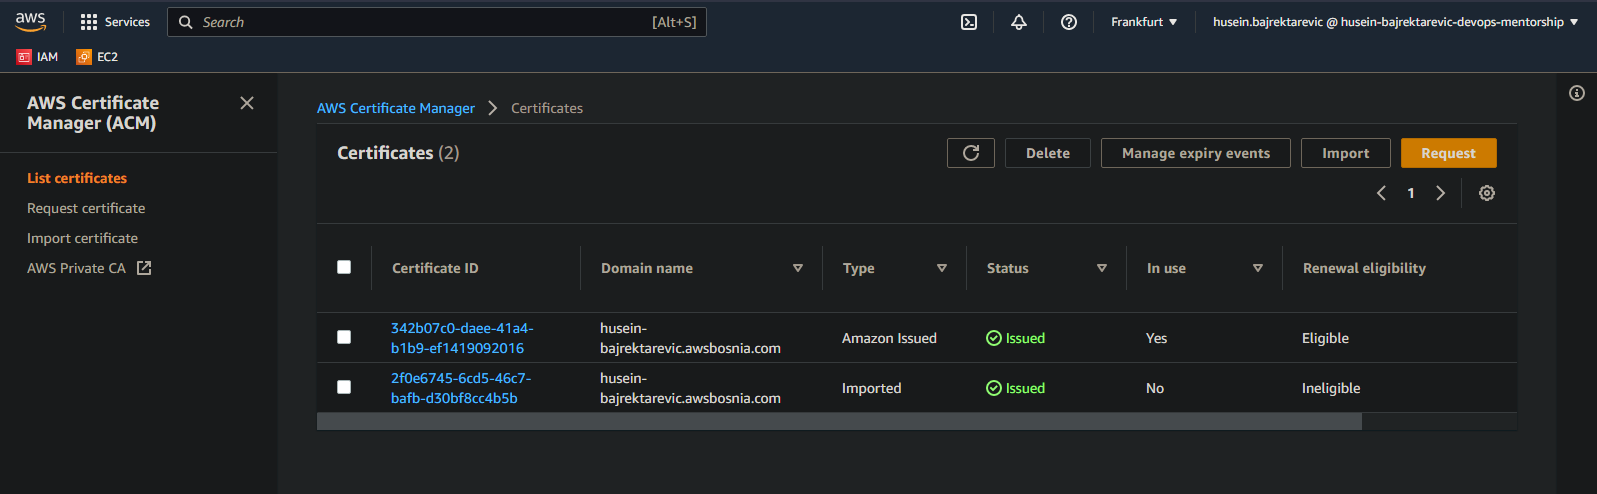 aws Services Search [Alt+S] Frankfurt husein.bajrektarevic @ husein-bajrektarevic-devops-mentorship
IAM EC2
AWS Certificate
Manager (ACM)
List certificates
Request certificate
Import certificate
AWS Private CA
AWS Certificate Manager Certificates
Certificates (2) Delete Manage expiry events Import Request
1
Certificate ID Domain name Type Status In use Renewal eligibility
342b07c0-daee-41a4-
b1b9-ef1419092016
husein-
bajrektarevic.awsbosnia.com
Amazon Issued Issued Yes Eligible
2f0e6745-6cd5-46c7-
bafb-d30bf8cc4b5b
husein-
bajrektarevic.awsbosnia.com
Imported Issued No Ineligible